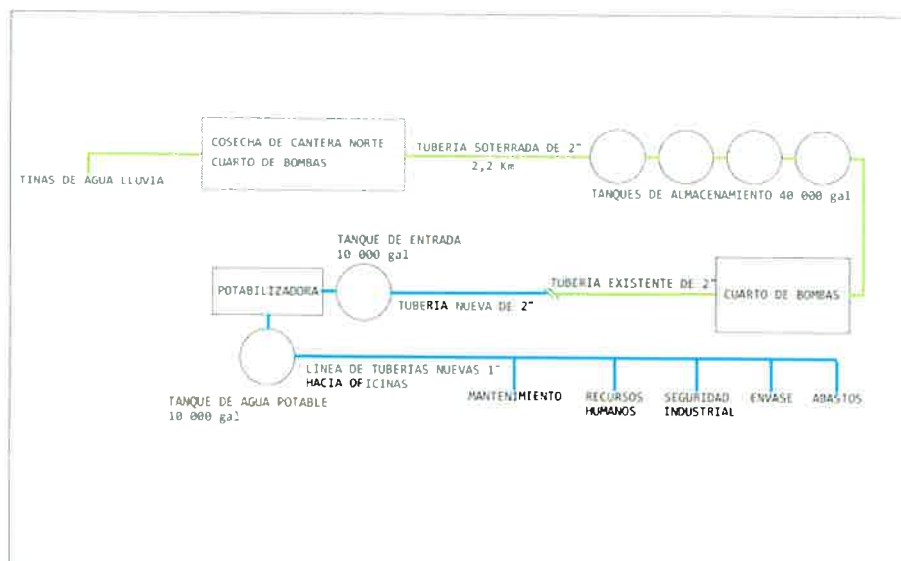 COSECHA DE CANTERA NORTE
CUARTO DE BOMBAS
TUBERIA SOTERRADA DE 2"
2,2 Km
TINAS DE AGUA LLUVIA
TANQUES DE ALMACENAMIENTO 40 000 gal
TANQUE DE ENTRADA
10 000 gal
POTABILIZADORA
TUBERIA EXISTENTE DE 2"
CUARTO DE BOMBAS
TUBERIA NUEVA DE 2"
LINEA DE TUBERIAS NUEVAS 1"
HACIA OFICINAS
TANQUE DE AGUA POTABLE
10 000 gal
MANTENIMIENTO
RECURSOS
HUMANOS
SEGURIDAD
INDUSTRIAL
ENVASE
ABASTOS